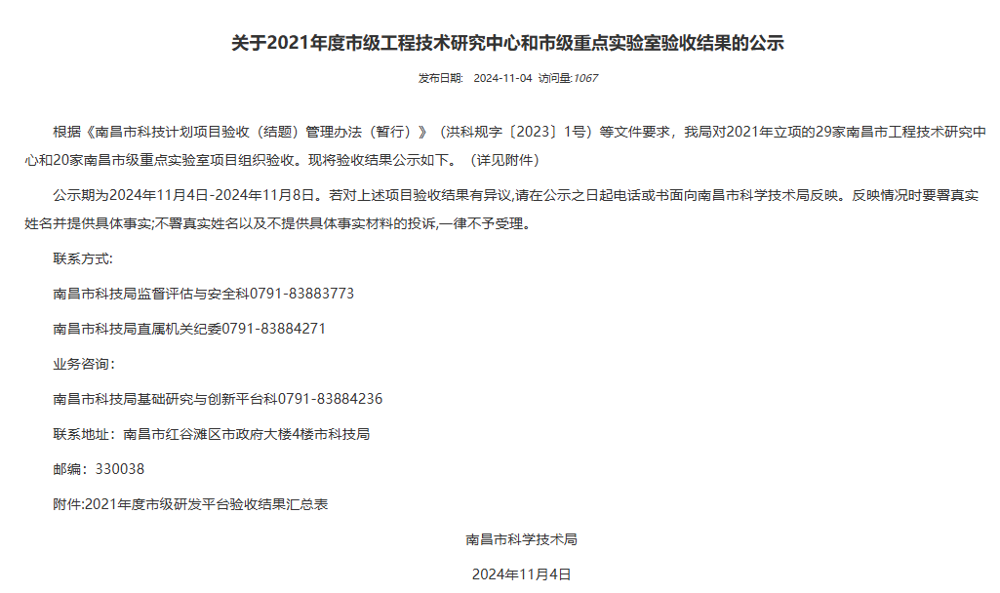 关于2021年度市级工程技术研究中心和市级重点实验室验收结果的公示
发布日期: 2024-11-04 访问量:1067
根据《南昌市科技计划项目验收（结题）管理办法（暂行）》（洪科规字〔2023〕1号）等文件要求，我局对2021年立项的29家南昌市工程技术研究中
心和20家南昌市级重点实验室项目组织验收。现将验收结果公示如下。（详见附件）
公示期为2024年11月4日-2024年11月8日。若对上述项目验收结果有异议,请在公示之日起电话或书面向南昌市科学技术局反映。反映情况时要署真实
姓名并提供具体事实;不署真实姓名以及不提供具体事实材料的投诉,一律不予受理。
联系方式:
南昌市科技局监督评估与安全科0791-83883773
南昌市科技局直属机关纪委0791-83884271
业务咨询：
南昌市科技局基础研究与创新平台科0791-83884236
联系地址：南昌市红谷滩区市政府大楼4楼市科技局
邮编：330038
附件:2021年度市级研发平台验收结果汇总表
南昌市科学技术局
2024年11月4日